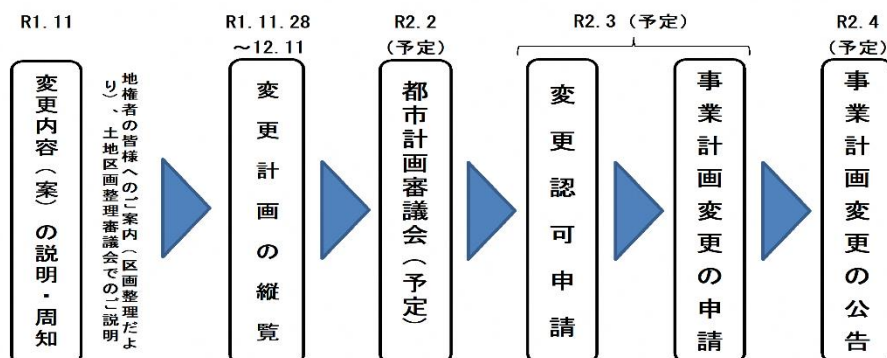 R1.11
変更内容（案）の説明・周知
地権者の皆様へのご案内（区画整理だよ
り）、土地区画整理審議会でのご説明
R1.11.28
～12.11
変更計画の縦覧
R2.2
（予定）
都市計画審議会（予定）
R2.3（予定）
変更認可申請
事業計画変更の申請
R2.4
（予定）
事業計画変更の公告